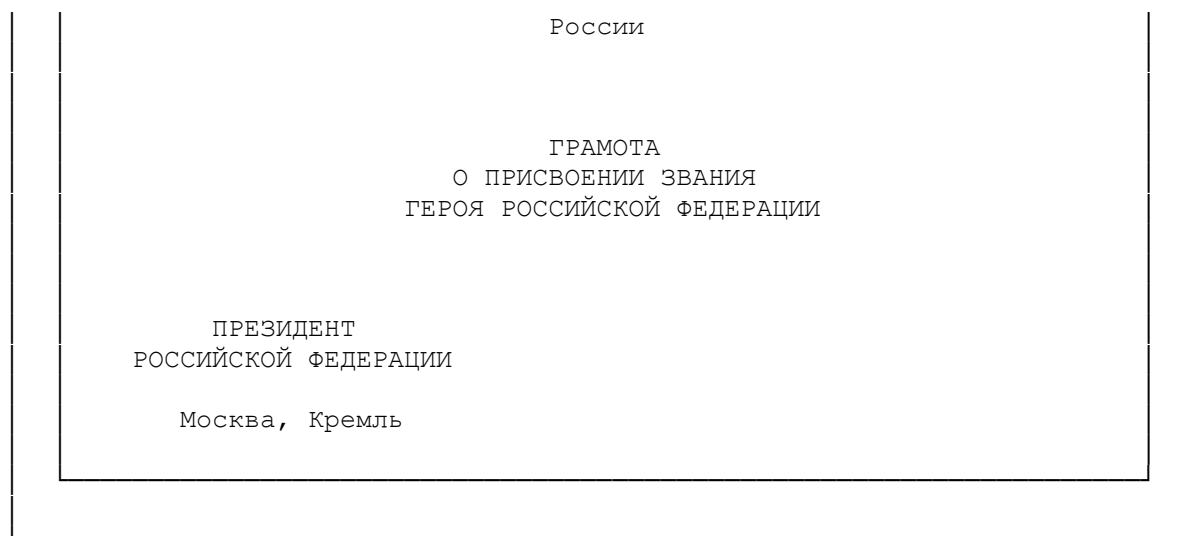 России
ГРАМОТА
О ПРИСВОЕНИИ ЗВАНИЯ
ГЕРОЯ РОССИЙСКОЙ ФЕДЕРАЦИИ
ПРЕЗИДЕНТ
РОССИЙСКОЙ ФЕДЕРАЦИИ
Москва, Кремль